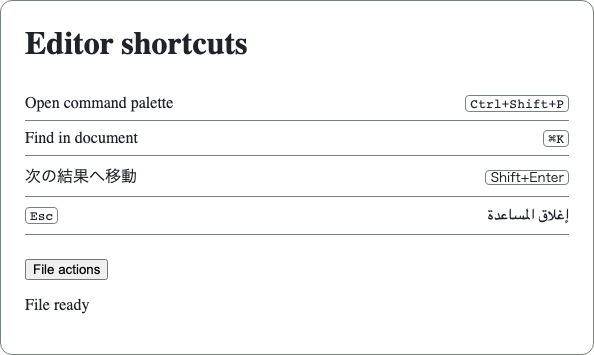 Editor shortcuts
Open command palette Ctrl+Shift+P
Find in document ⌘K
次の結果へ移動 Shift+Enter
إغلاق المساعدة Esc
File actions
File ready